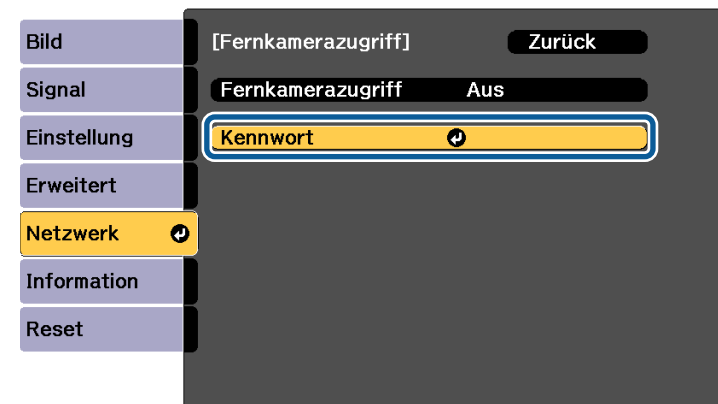 Bild
Signal
Einstellung
Erweitert
Netzwerk
Information
Reset
[Fernkamerazugriff] Zurück
Fernkamerazugriff Aus
Kennwort